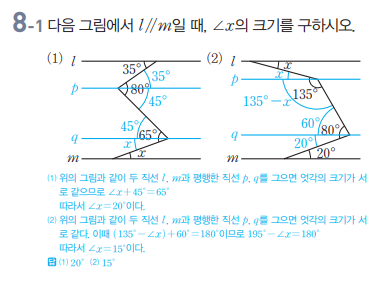 8-1 다음 그림에서 l//m일 때, ∠x의 크기를 구하시오.
(1) l 35° 35° (2) l x
p 80° 45° p x 135° 135°-x
q 45° 65° x q 60° 80° 20°
m x m 20°
(1) 위의 그림과 같이 두 직선 l, m과 평행한 직선 p, q를 그으면 엇각의 크기가 서
로 같으므로 ∠x+45°=65°
따라서 ∠x=20°이다.
(2) 위의 그림과 같이 두 직선 l, m과 평행한 직선 p, q를 그으면 엇각의 크기가 서
로 같다. 이때 (135°-∠x)+60°=180°이므로 195°-∠x=180°
따라서 ∠x=15°이다.
답 (1) 20° (2) 15°